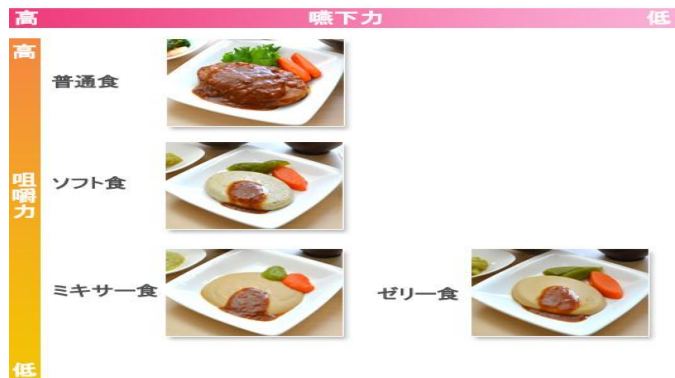 高 嚥下力 低
高
普通食
咀嚼力
ソフト食
ミキサー食
ゼリー食
低